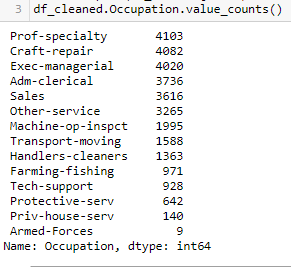 3 df_cleaned.Occupation.value_counts()
Prof-specialty 4103
Craft-repair 4082
Exec-managerial 4020
Adm-clerical 3736
Sales 3616
Other-service 3265
Machine-op-inspct 1995
Transport-moving 1588
Handlers-cleaners 1363
Farming-fishing 971
Tech-support 928
Protective-serv 642
Priv-house-serv 140
Armed-Forces 9
Name: Occupation, dtype: int64